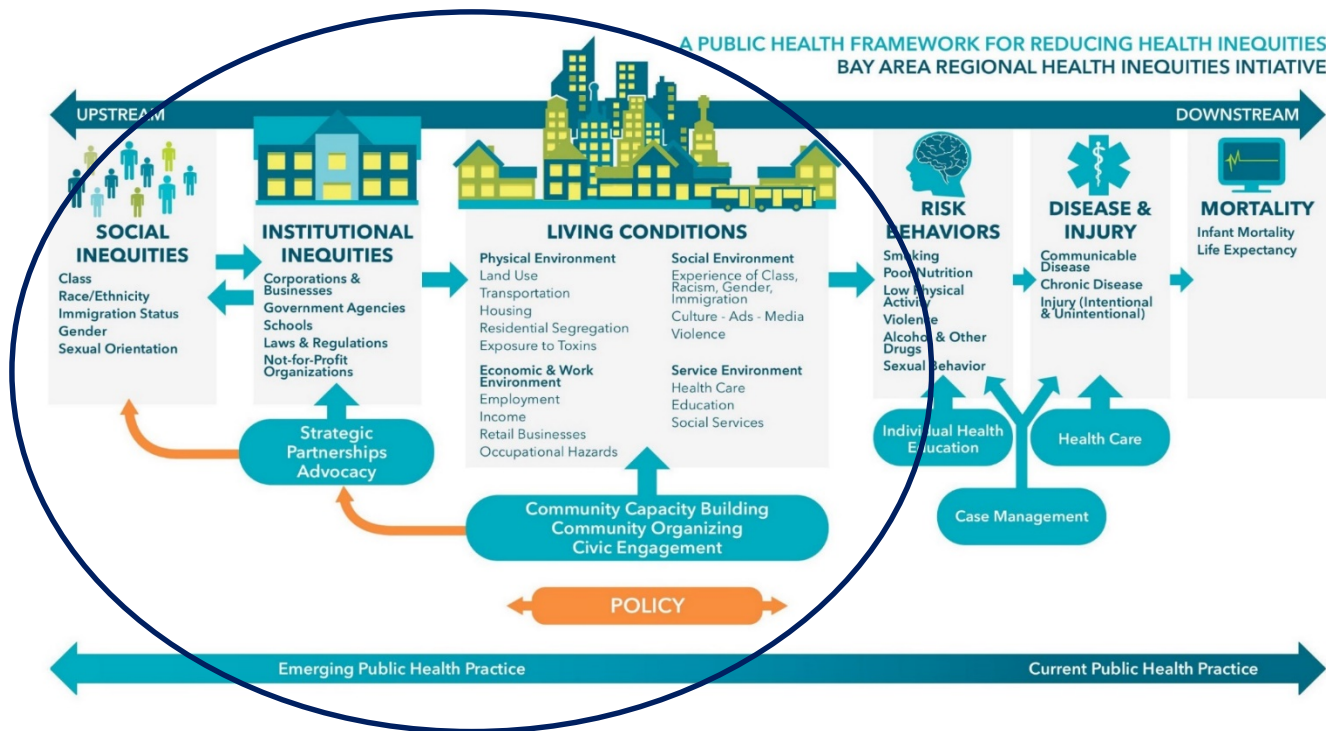 A PUBLIC HEALTH FRAMEWORK FOR REDUCING HEALTH INEQUITIES
BAY AREA REGIONAL HEALTH INEQUITIES INTIATIVE
UPSTREAM
DOWNSTREAM
SOCIAL
INEQUITIES
Class
Race/Ethnicity
Immigration Status
Gender
Sexual Orientation
INSTITUTIONAL
INEQUITIES
Corporations &
Businesses
Government Agencies
Schools
Laws & Regulations
Not-for-Profit
Organizations
LIVING CONDITIONS
Physical Environment
Land Use
Transportation
Housing
Residential Segregation
Exposure to Toxins
Economic & Work
Environment
Employment
Income
Retail Businesses
Occupational Hazards
Social Environment
Experience of Class,
Racism, Gender,
Immigration
Culture - Ads - Media
Violence
Service Environment
Health Care
Education
Social Services
RISK
BEHAVIORS
Smoking
Poor Nutrition
Low Physical
Activity
Violence
Alcohol & Other
Drugs
Sexual Behavior
DISEASE &
INJURY
Communicable
Disease
Chronic Disease
Injury (Intentional
& Unintentional)
MORTALITY
Infant Mortality
Life Expectancy
Strategic
Partnerships
Advocacy
Community Capacity Building
Community Organizing
Civic Engagement
Individual Health
Education
Health Care
Case Management
POLICY
Emerging Public Health Practice
Current Public Health Practice